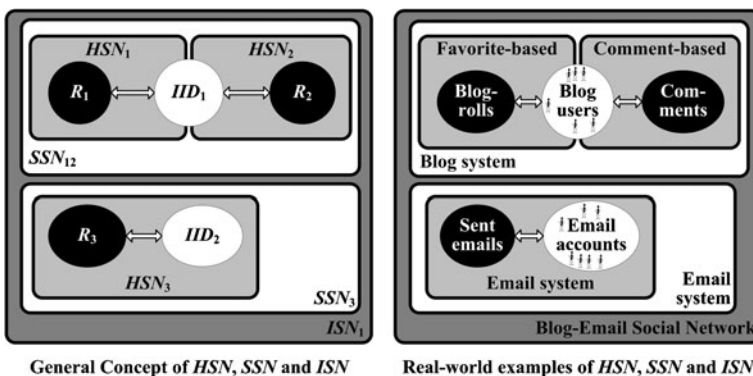 HSN₁
HSN₂
R₁
IID₁
R₂
SSN₁₂
R₃
IID₂
HSN₃
SSN₃
ISN₁
General Concept of HSN, SSN and ISN
Favorite-based
Comment-based
Blog-
rolls
Blog
users
Com-
ments
Blog system
Sent
emails
Email
accounts
Email system
Email
system
Blog-Email Social Network
Real-world examples of HSN, SSN and ISN